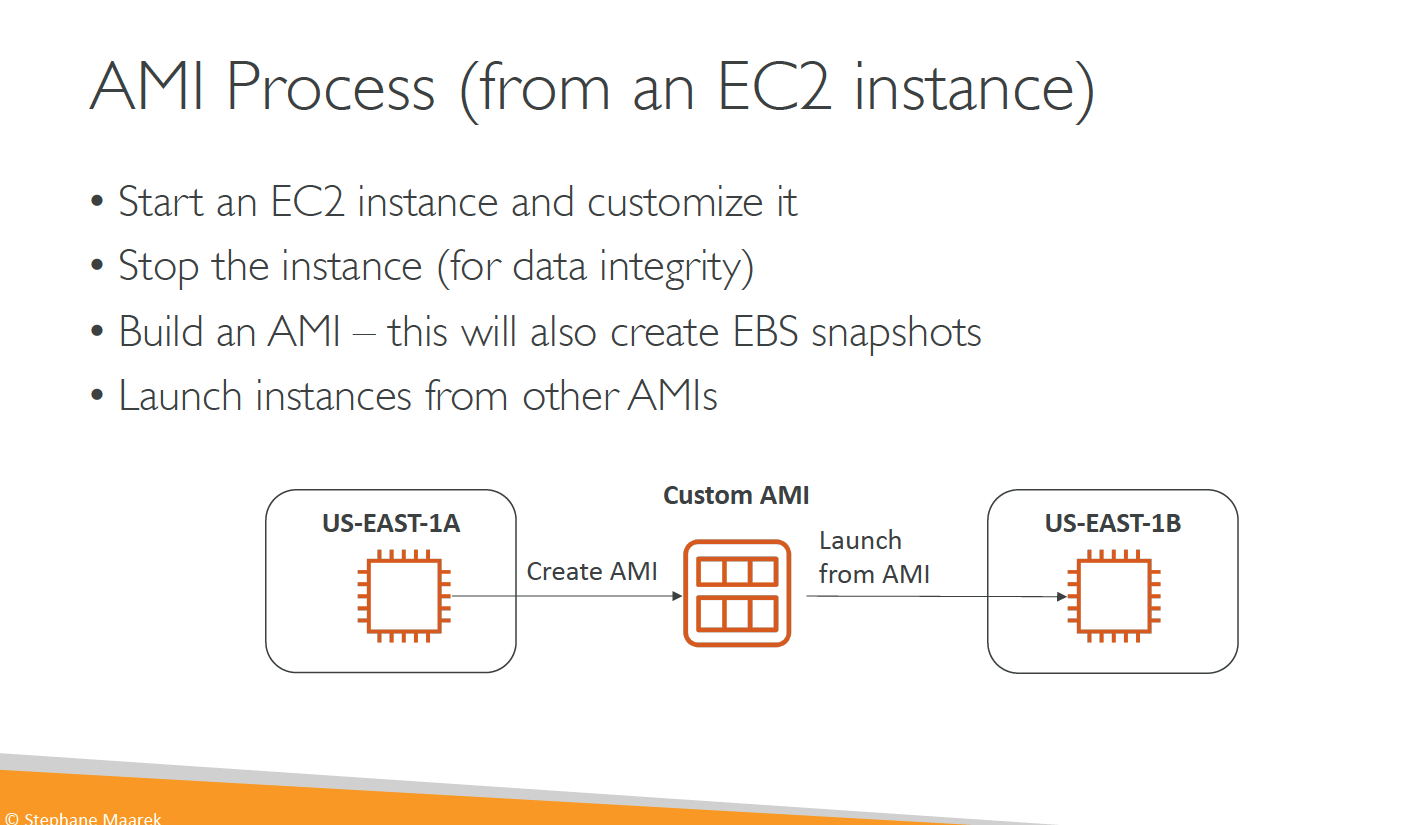 AMI Process (from an EC2 instance)
• Start an EC2 instance and customize it
• Stop the instance (for data integrity)
• Build an AMI – this will also create EBS snapshots
• Launch instances from other AMIs
US-EAST-1A
Create AMI
Custom AMI
Launch
from AMI
US-EAST-1B
© Stephane Maarek